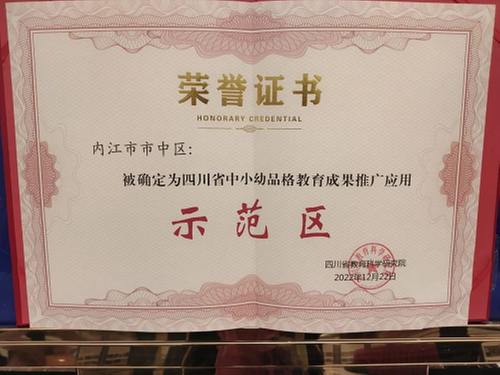 荣誉证书
HONORARY CREDENTIAL
内江市市中区:
被确定为四川省中小幼品格教育成果推广应用
示范区
四川省教育科学研究院
2022年12月22日